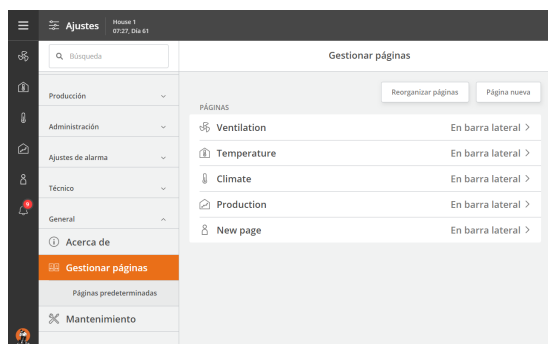 Ajustes
House 1
07:27, Día 61
Búsqueda
Gestionar páginas
Reorganizar páginas
Página nueva
Producción
PÁGINAS
Administración
Ventilation
En barra lateral
Ajustes de alarma
Temperature
En barra lateral
Técnico
Climate
En barra lateral
General
Production
En barra lateral
Acerca de
New page
En barra lateral
Gestionar páginas
Páginas predeterminadas
Mantenimiento